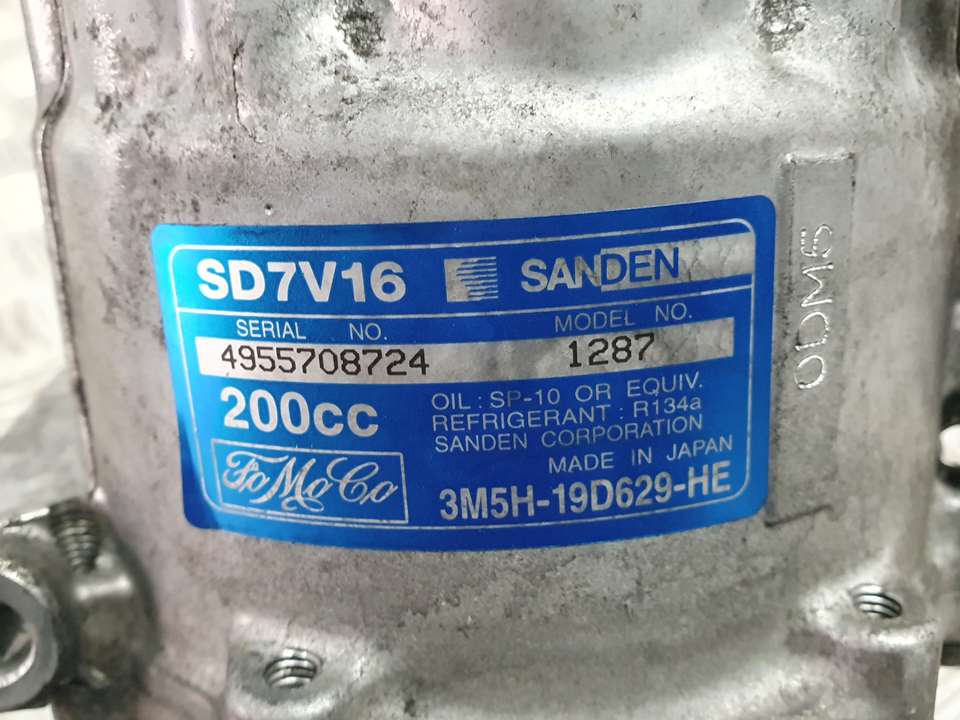 SD7V16 SANDEN
SERIAL NO. MODEL NO.
4955708724 1287
200cc
OIL : SP-10 OR EQUIV.
REFRIGERANT : R134a
SANDEN CORPORATION
MADE IN JAPAN
FoMoCo
3M5H-19D629-HE